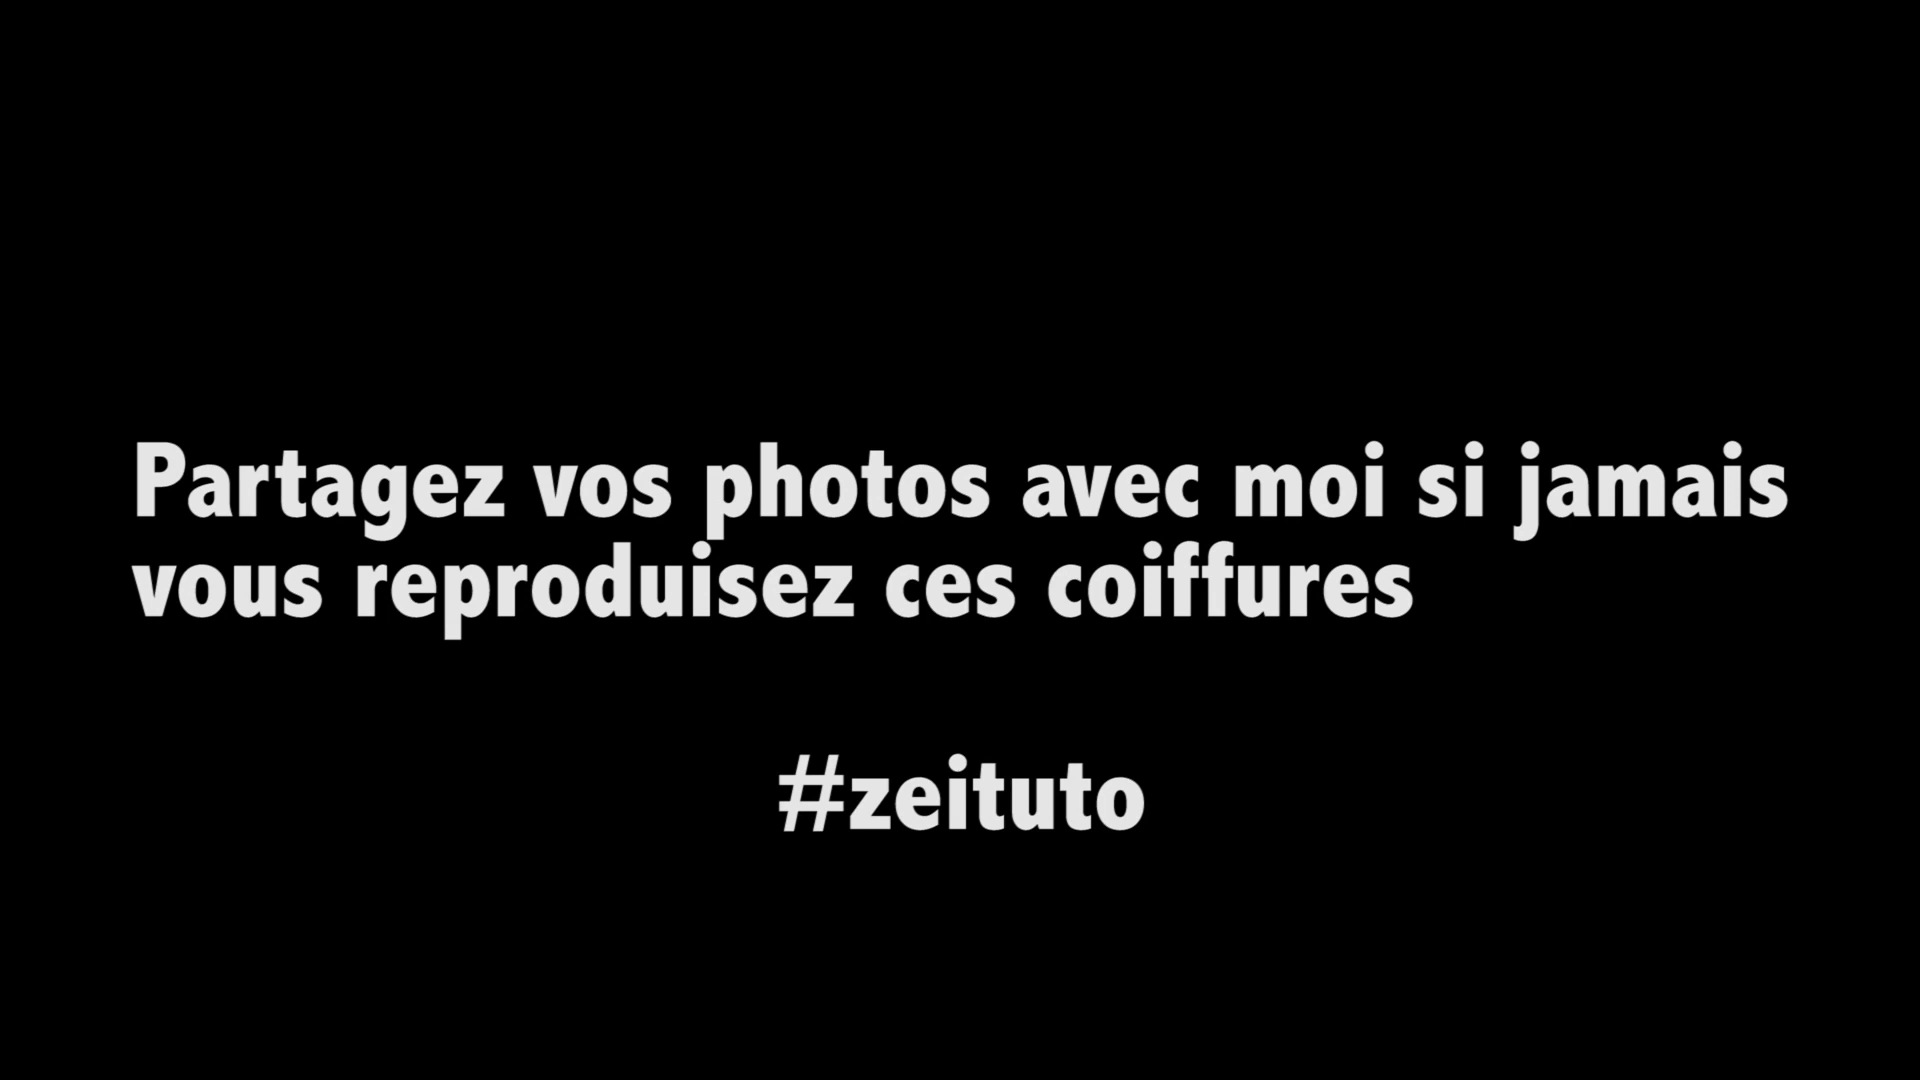 Partagez vos photos avec moi si jamais
vous reproduisez ces coiffures
#zeituto